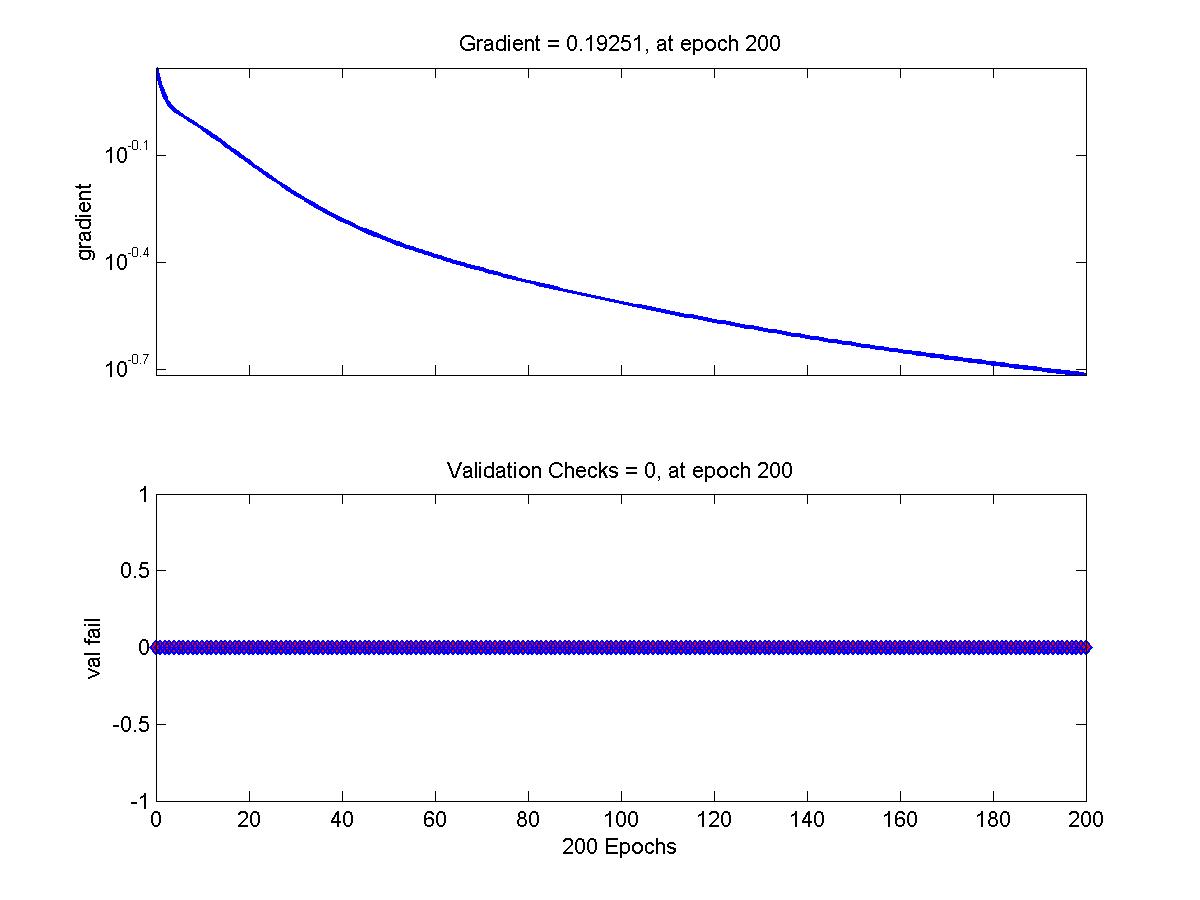 Gradient = 0.19251, at epoch 200
10^-0.1
10^-0.4
10^-0.7
gradient
Validation Checks = 0, at epoch 200
1
0.5
0
-0.5
-1
val fail
0 20 40 60 80 100 120 140 160 180 200
200 Epochs